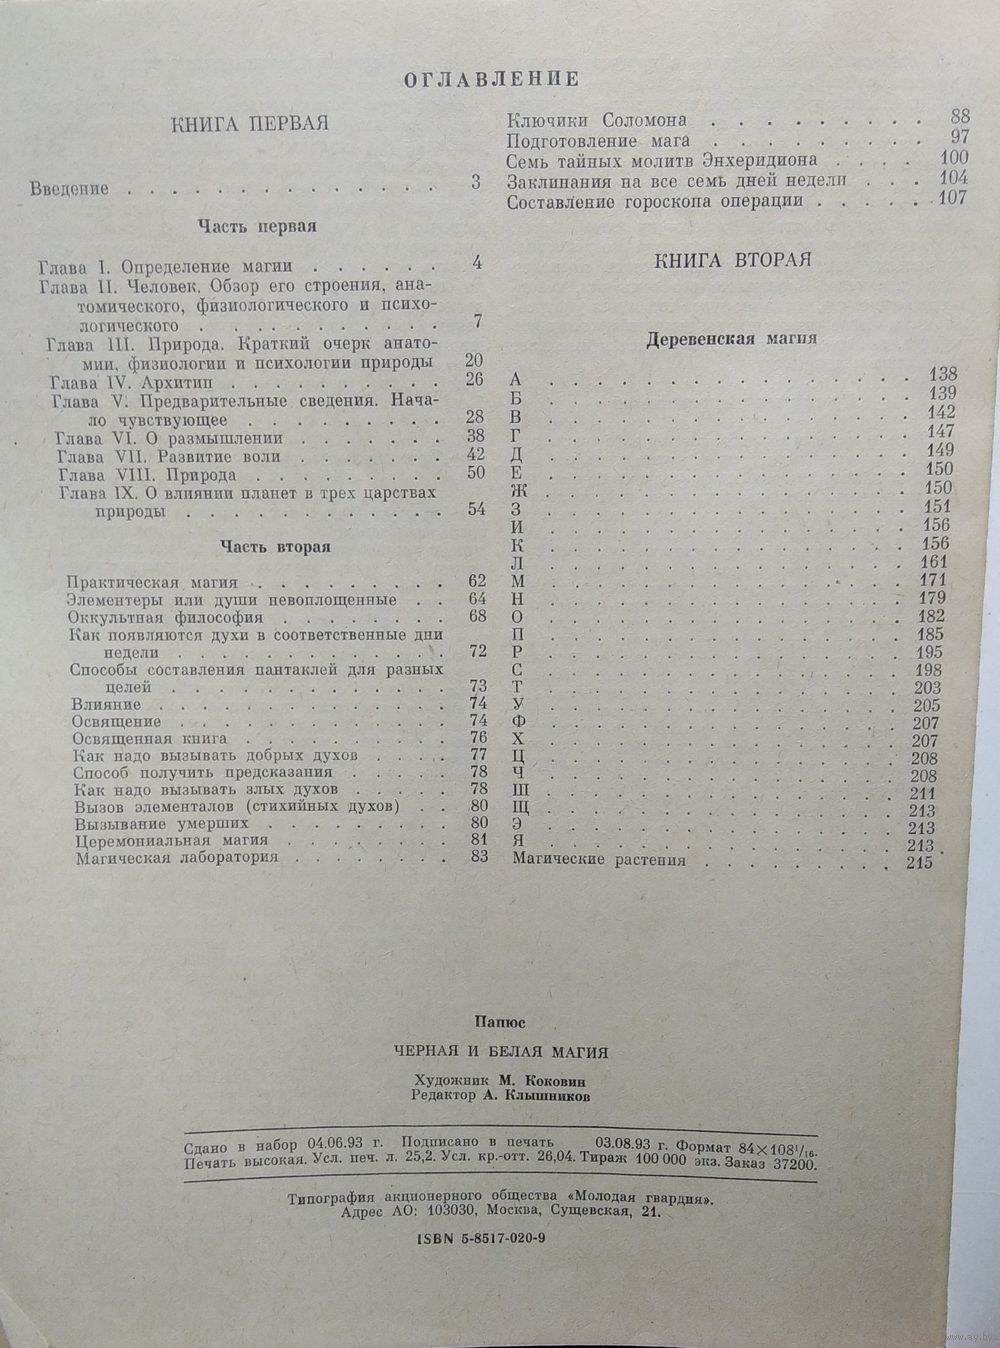 ОГЛАВЛЕНИЕ
КНИГА ПЕРВАЯ
Введение . . . . . . . . . . . . . . . 3
Часть первая
Глава I. Определение магии . . . . . . 4
Глава II. Человек. Обзор его строения, ана-
томического, физиологического и психо-
логического . . . . . . . . . . . 7
Глава III. Природа. Краткий очерк анато-
мии, физиологии и психологии природы 20
Глава IV. Архитип . . . . . . . . . . 26
Глава V. Предварительные сведения. Нача-
ло чувствующее . . . . . . . . . 28
Глава VI. О размышлении . . . . . . . 38
Глава VII. Развитие воли . . . . . . . 42
Глава VIII. Природа . . . . . . . . . 50
Глава IX. О влиянии планет в трех царствах
природы . . . . . . . . . . . . 54
Часть вторая
Практическая магия . . . . . . . . . 62
Элементеры или души невоплощенные . . 64
Оккультная философия . . . . . . . . 68
Как появляются духи в соответственные дни
недели . . . . . . . . . . . . . 72
Способы составления пантаклей для разных
целей . . . . . . . . . . . . . 73
Влияние . . . . . . . . . . . . . . 74
Освящение . . . . . . . . . . . . . 74
Освященная книга . . . . . . . . . . 76
Как надо вызывать добрых духов . . . . 77
Способ получить предсказания . . . . . 78
Как надо вызывать злых духов . . . . . 78
Вызов элементалов (стихийных духов) . . 80
Вызывание умерших . . . . . . . . . 80
Церемониальная магия . . . . . . . . 81
Магическая лаборатория . . . . . . . . 83
Ключики Соломона . . . . . . . . . 88
Подготовление мага . . . . . . . . . 97
Семь тайных молитв Энхеридиона . . . . 100
Заклинания на все семь дней недели . . . 104
Составление гороскопа операции . . . . . . 107
КНИГА ВТОРАЯ
Деревенская магия
А . . . . . . . . . . . . . . . . 138
Б . . . . . . . . . . . . . . . . 139
В . . . . . . . . . . . . . . . . 142
Г . . . . . . . . . . . . . . . . 147
Д . . . . . . . . . . . . . . . . 149
Е . . . . . . . . . . . . . . . . 150
Ж . . . . . . . . . . . . . . . . 150
З . . . . . . . . . . . . . . . . 151
И . . . . . . . . . . . . . . . . 156
К . . . . . . . . . . . . . . . . 156
Л . . . . . . . . . . . . . . . . 161
М . . . . . . . . . . . . . . . . 171
Н . . . . . . . . . . . . . . . . 179
О . . . . . . . . . . . . . . . . 182
П . . . . . . . . . . . . . . . . 185
Р . . . . . . . . . . . . . . . . 195
С . . . . . . . . . . . . . . . . 198
Т . . . . . . . . . . . . . . . . 203
У . . . . . . . . . . . . . . . . 205
Ф . . . . . . . . . . . . . . . . 207
Х . . . . . . . . . . . . . . . . 207
Ц . . . . . . . . . . . . . . . . 208
Ч . . . . . . . . . . . . . . . . 208
Ш . . . . . . . . . . . . . . . . 211
Щ . . . . . . . . . . . . . . . . 213
Э . . . . . . . . . . . . . . . . 213
Я . . . . . . . . . . . . . . . . 213
Магические растения . . . . . . . . . 215
Папюс
ЧЕРНАЯ И БЕЛАЯ МАГИЯ
Художник М. Коковин
Редактор А. Клышников
Сдано в набор 04.06.93 г. Подписано в печать 03.08.93 г. Формат 84×108¹/₁₆.
Печать высокая. Усл. печ. л. 25,2. Усл. кр.-отт. 26,04. Тираж 100 000 экз. Заказ 37200.
Типография акционерного общества «Молодая гвардия».
Адрес АО: 103030, Москва, Сущевская, 21.
ISBN 5-8517-020-9
www.ay.by